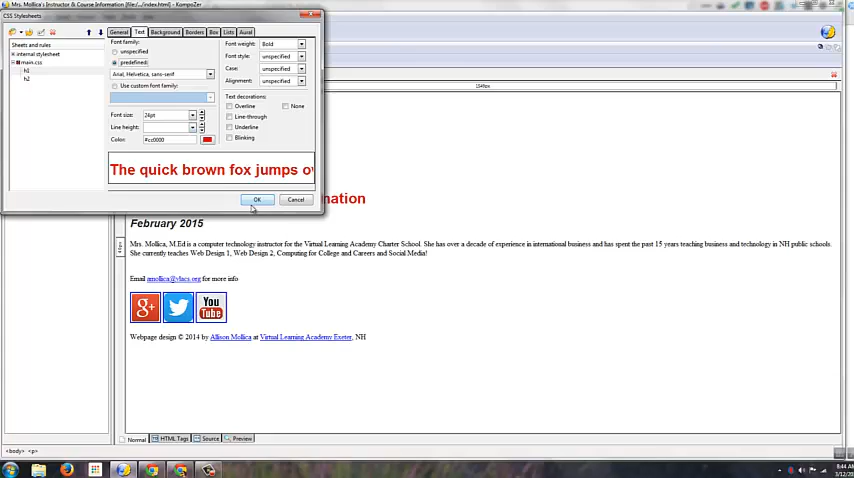 Mrs. Mollica's Instructor & Course Information [file:/.../index.html] - KompoZer
CSS Stylesheets
General Text Background Borders Box Lists Aural
Sheets and rules
internal stylesheet
main.css
h1
h2
Font family:
unspecified
predefined:
Arial, Helvetica, sans-serif
Use custom font family:
Font size: 24pt
Line height:
Color: #cc0000
Font weight: Bold
Font style: unspecified
Case: unspecified
Alignment: unspecified
Text decorations:
Overline None
Line-through
Underline
Blinking
The quick brown fox jumps ov
OK Cancel
mation
February 2015
Mrs. Mollica, M.Ed is a computer technology instructor for the Virtual Learning Academy Charter School. She has over a decade of experience in international business and has spent the past 15 years teaching business and technology in NH public schools.
She currently teaches Web Design 1, Web Design 2, Computing for College and Careers and Social Media!
Email amollica@vlacs.org for more info
g+ You Tube
Webpage design © 2014 by Allison Mollica at Virtual Learning Academy Exeter, NH
Normal HTML Tags Source Preview
<body> <p>
8:44 AM